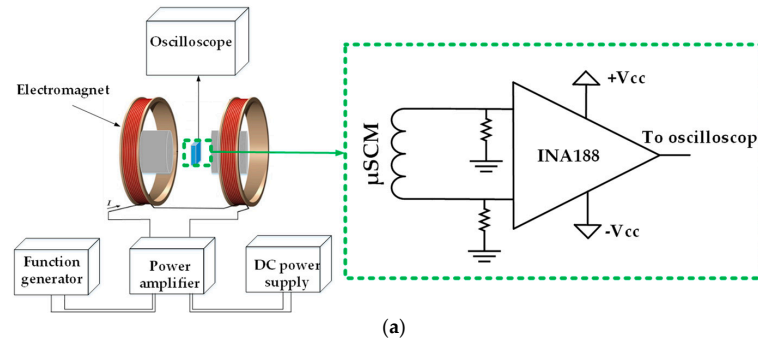 Oscilloscope
Electromagnet
I
Function
generator
Power
amplifier
DC power
supply
μSCM
+Vcc
INA188
To oscilloscop
-Vcc
(a)